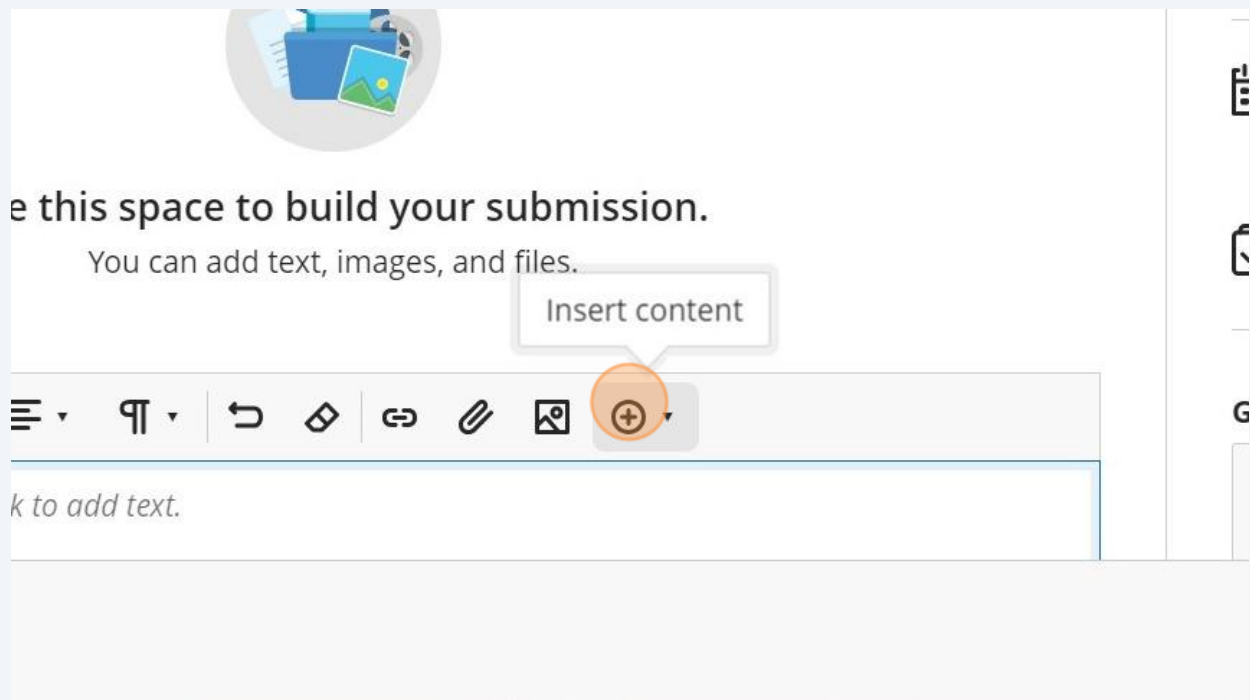 e this space to build your submission.
You can add text, images, and files.
Insert content
G
k to add text.